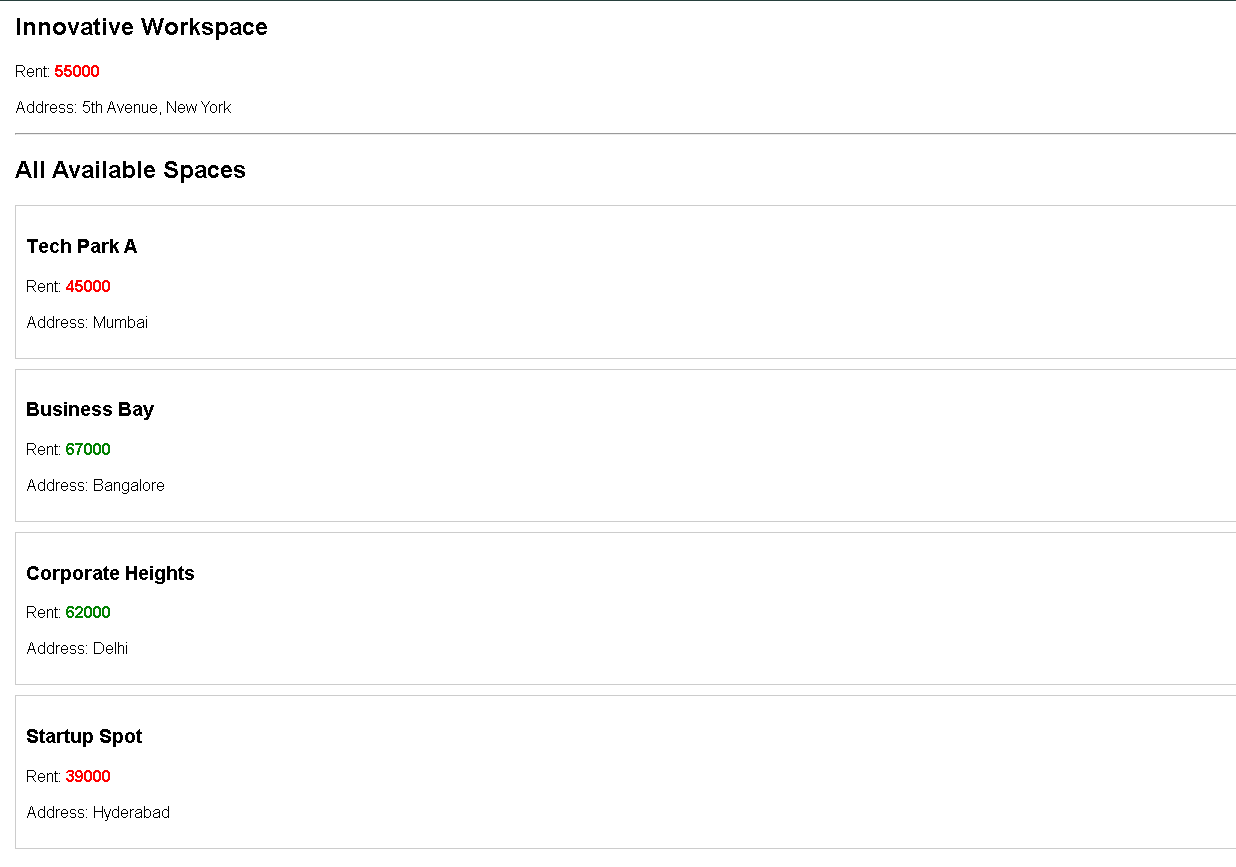 Innovative Workspace
Rent: 55000
Address: 5th Avenue, New York
All Available Spaces
Tech Park A
Rent: 45000
Address: Mumbai
Business Bay
Rent: 67000
Address: Bangalore
Corporate Heights
Rent: 62000
Address: Delhi
Startup Spot
Rent: 39000
Address: Hyderabad